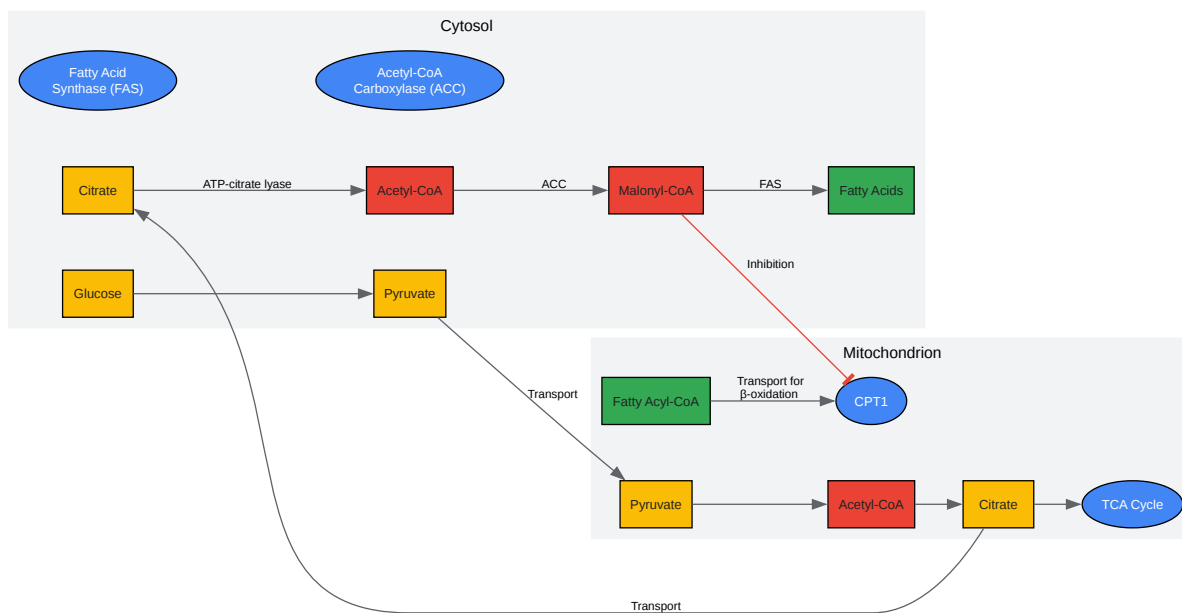 Cytosol
Fatty Acid
Synthase (FAS)
Acetyl-CoA
Carboxylase (ACC)
Citrate
ATP-citrate lyase
Acetyl-CoA
ACC
Malonyl-CoA
FAS
Fatty Acids
Inhibition
Glucose
Pyruvate
Mitochondrion
Transport
Fatty Acyl-CoA
Transport for
β-oxidation
CPT1
Pyruvate
Acetyl-CoA
Citrate
TCA Cycle
Transport